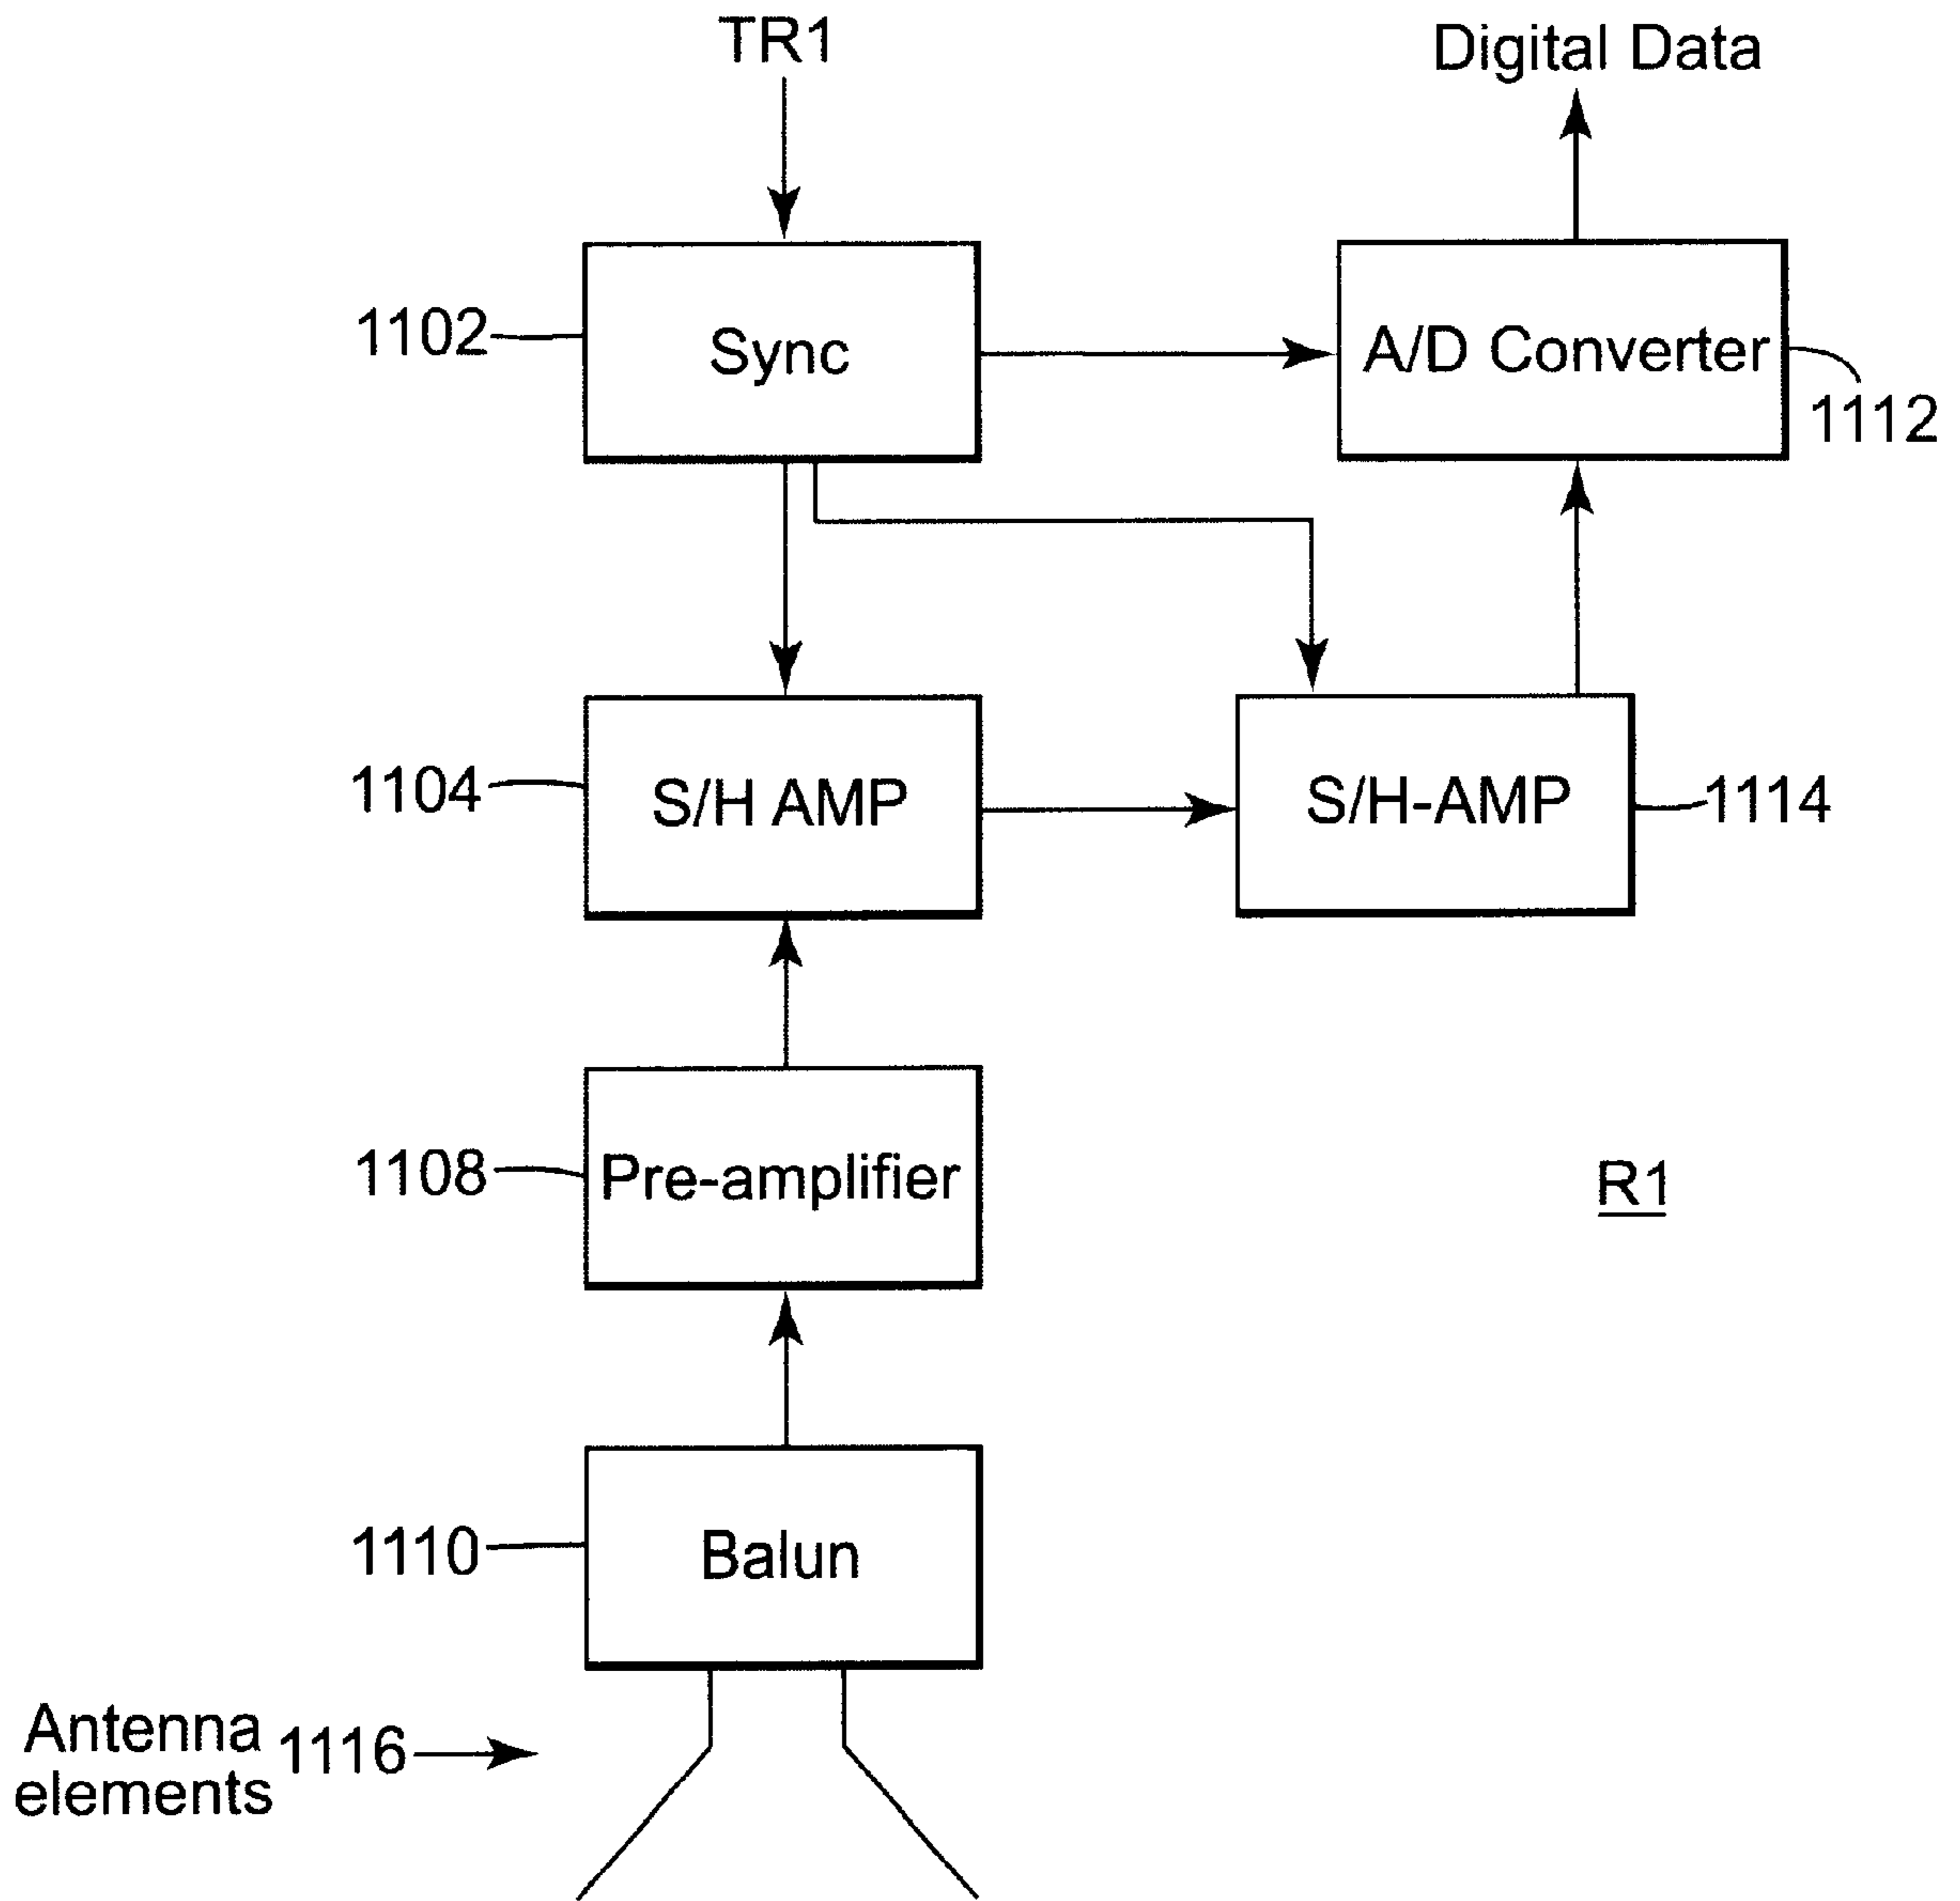 TR1
Digital Data
1102
Sync
A/D Converter
1112
1104
S/H AMP
S/H-AMP
1114
1108
Pre-amplifier
R1
1110
Balun
Antenna
elements
1116